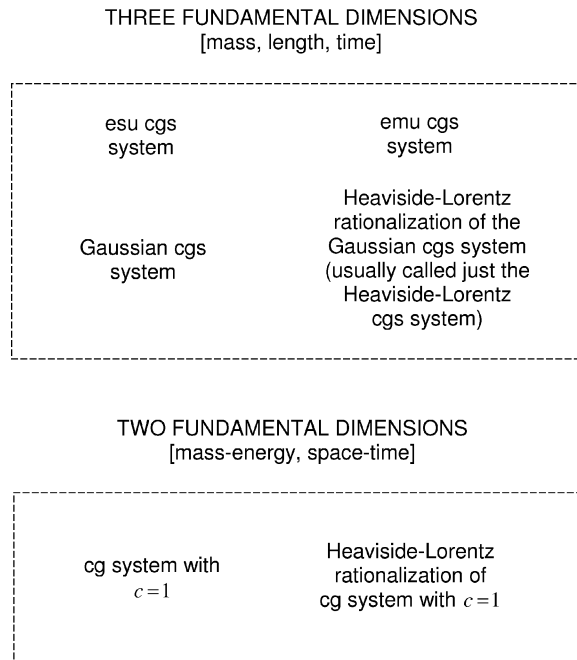 THREE FUNDAMENTAL DIMENSIONS
[mass, length, time]
esu cgs
system
emu cgs
system
Gaussian cgs
system
Heaviside-Lorentz
rationalization of the
Gaussian cgs system
(usually called just the
Heaviside-Lorentz
cgs system)
TWO FUNDAMENTAL DIMENSIONS
[mass-energy, space-time]
cg system with
c = 1
Heaviside-Lorentz
rationalization of
cg system with c = 1